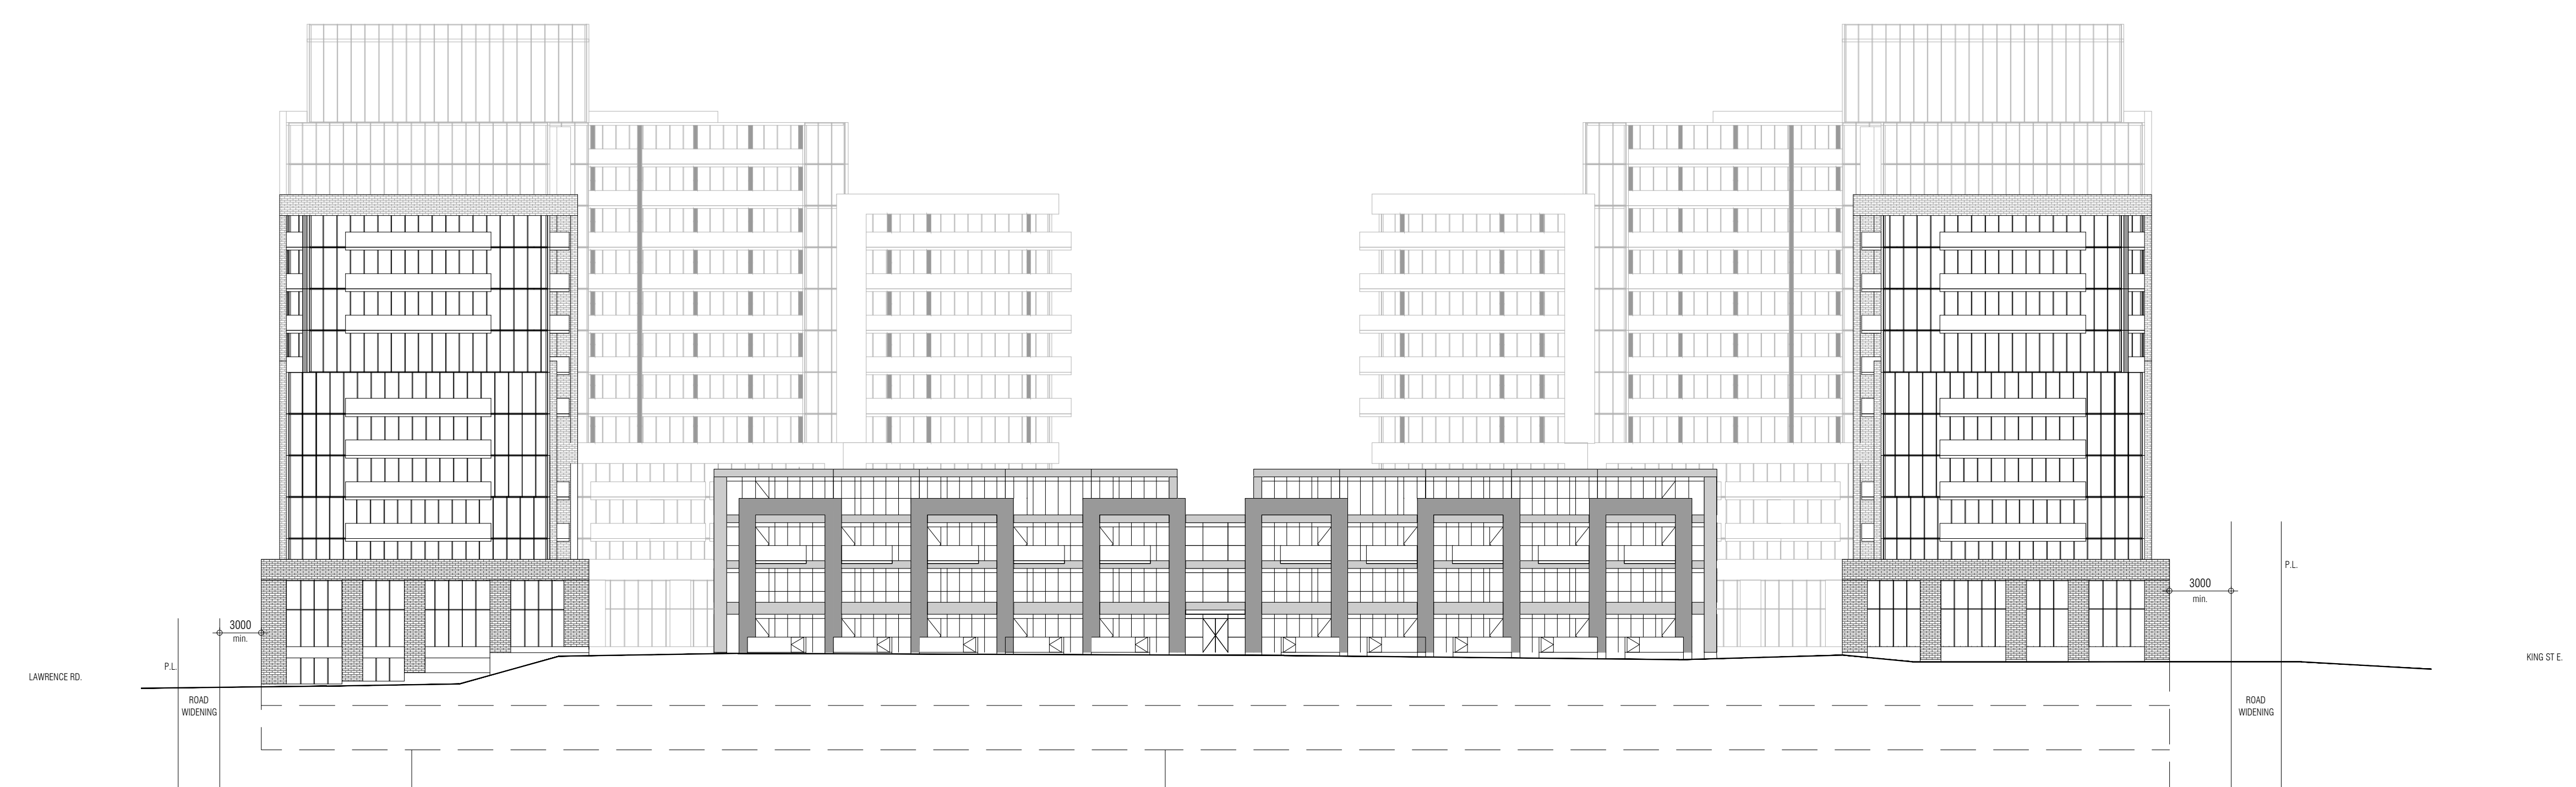 3000
min.
P.L.
LAWRENCE RD.
ROAD
WIDENING
P.L.
3000
min.
KING ST E.
ROAD
WIDENING